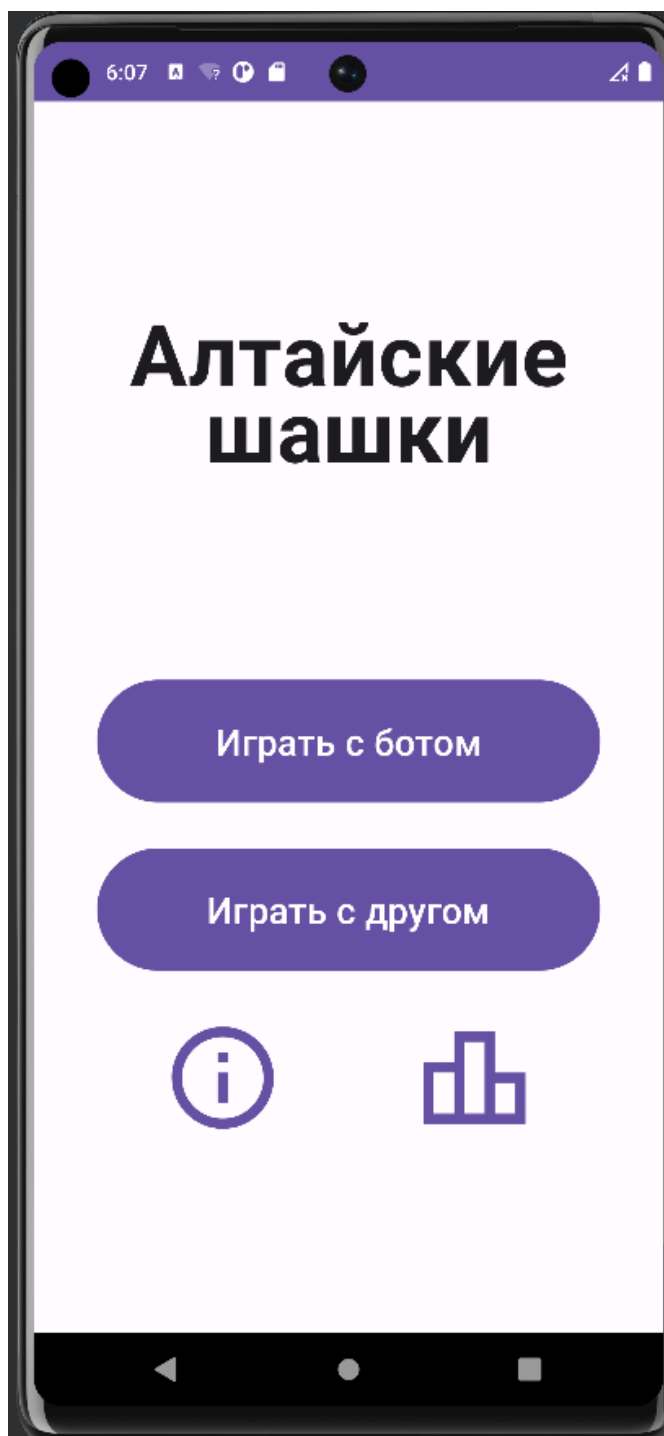 6:07
Алтайские
шашки
Играть с ботом
Играть с другом